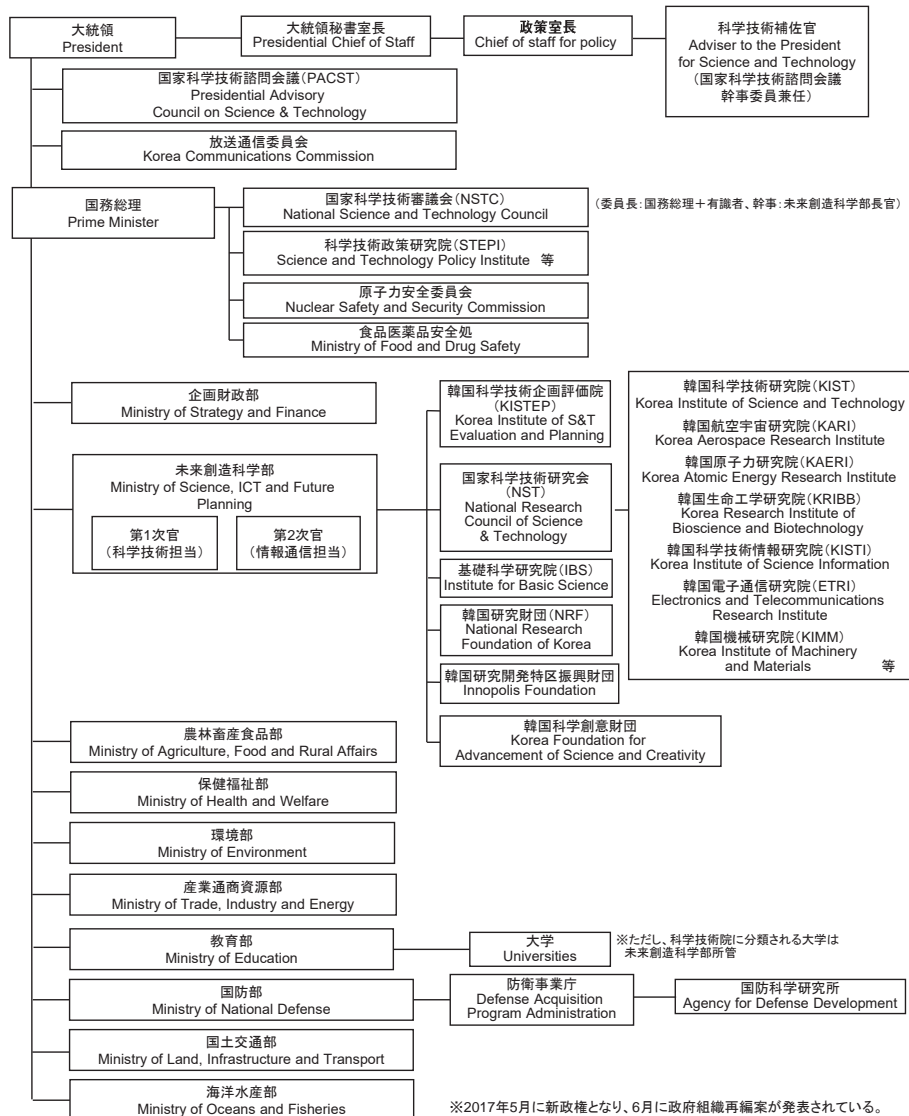 大統領
President
大統領秘書室長
Presidential Chief of Staff
政策室長
Chief of staff for policy
科学技術補佐官
Adviser to the President
for Science and Technology
（国家科学技術諮問会議
幹事委員兼任）
国家科学技術諮問会議（PACST）
Presidential Advisory
Council on Science & Technology
放送通信委員会
Korea Communications Commission
国務総理
Prime Minister
国家科学技術審議会（NSTC）
National Science and Technology Council
（委員長：国務総理＋有識者、幹事：未来創造科学部長官）
科学技術政策研究院（STEPI）
Science and Technology Policy Institute 等
原子力安全委員会
Nuclear Safety and Security Commission
食品医薬品安全処
Ministry of Food and Drug Safety
企画財政部
Ministry of Strategy and Finance
未来創造科学部
Ministry of Science, ICT and Future
Planning
第1次官
（科学技術担当）
第2次官
（情報通信担当）
韓国科学技術企画評価院
（KISTEP）
Korea Institute of S&T
Evaluation and Planning
国家科学技術研究会
（NST）
National Research
Council of Science
& Technology
基礎科学研究院（IBS）
Institute for Basic Science
韓国研究財団（NRF）
National Research
Foundation of Korea
韓国研究開発特区振興財団
Innopolis Foundation
韓国科学創意財団
Korea Foundation for
Advancement of Science and Creativity
韓国科学技術研究院（KIST）
Korea Institute of Science and Technology
韓国航空宇宙研究院（KARI）
Korea Aerospace Research Institute
韓国原子力研究院（KAERI）
Korea Atomic Energy Research Institute
韓国生命工学研究院（KRIBB）
Korea Research Institute of
Bioscience and Biotechnology
韓国科学技術情報研究院（KISTI）
Korea Institute of Science Information
韓国電子通信研究院（ETRI）
Electronics and Telecommunications
Research Institute
韓国機械研究院（KIMM）
Korea Institute of Machinery
and Materials 等
農林畜産食品部
Ministry of Agriculture, Food and Rural Affairs
保健福祉部
Ministry of Health and Welfare
環境部
Ministry of Environment
産業通商資源部
Ministry of Trade, Industry and Energy
教育部
Ministry of Education
大学
Universities
※ただし、科学技術院に分類される大学は
未来創造科学部所管
国防部
Ministry of National Defense
防衛事業庁
Defense Acquisition
Program Administration
国防科学研究所
Agency for Defense Development
国土交通部
Ministry of Land, Infrastructure and Transport
海洋水産部
Ministry of Oceans and Fisheries
※2017年5月に新政権となり、6月に政府組織再編案が発表されている。